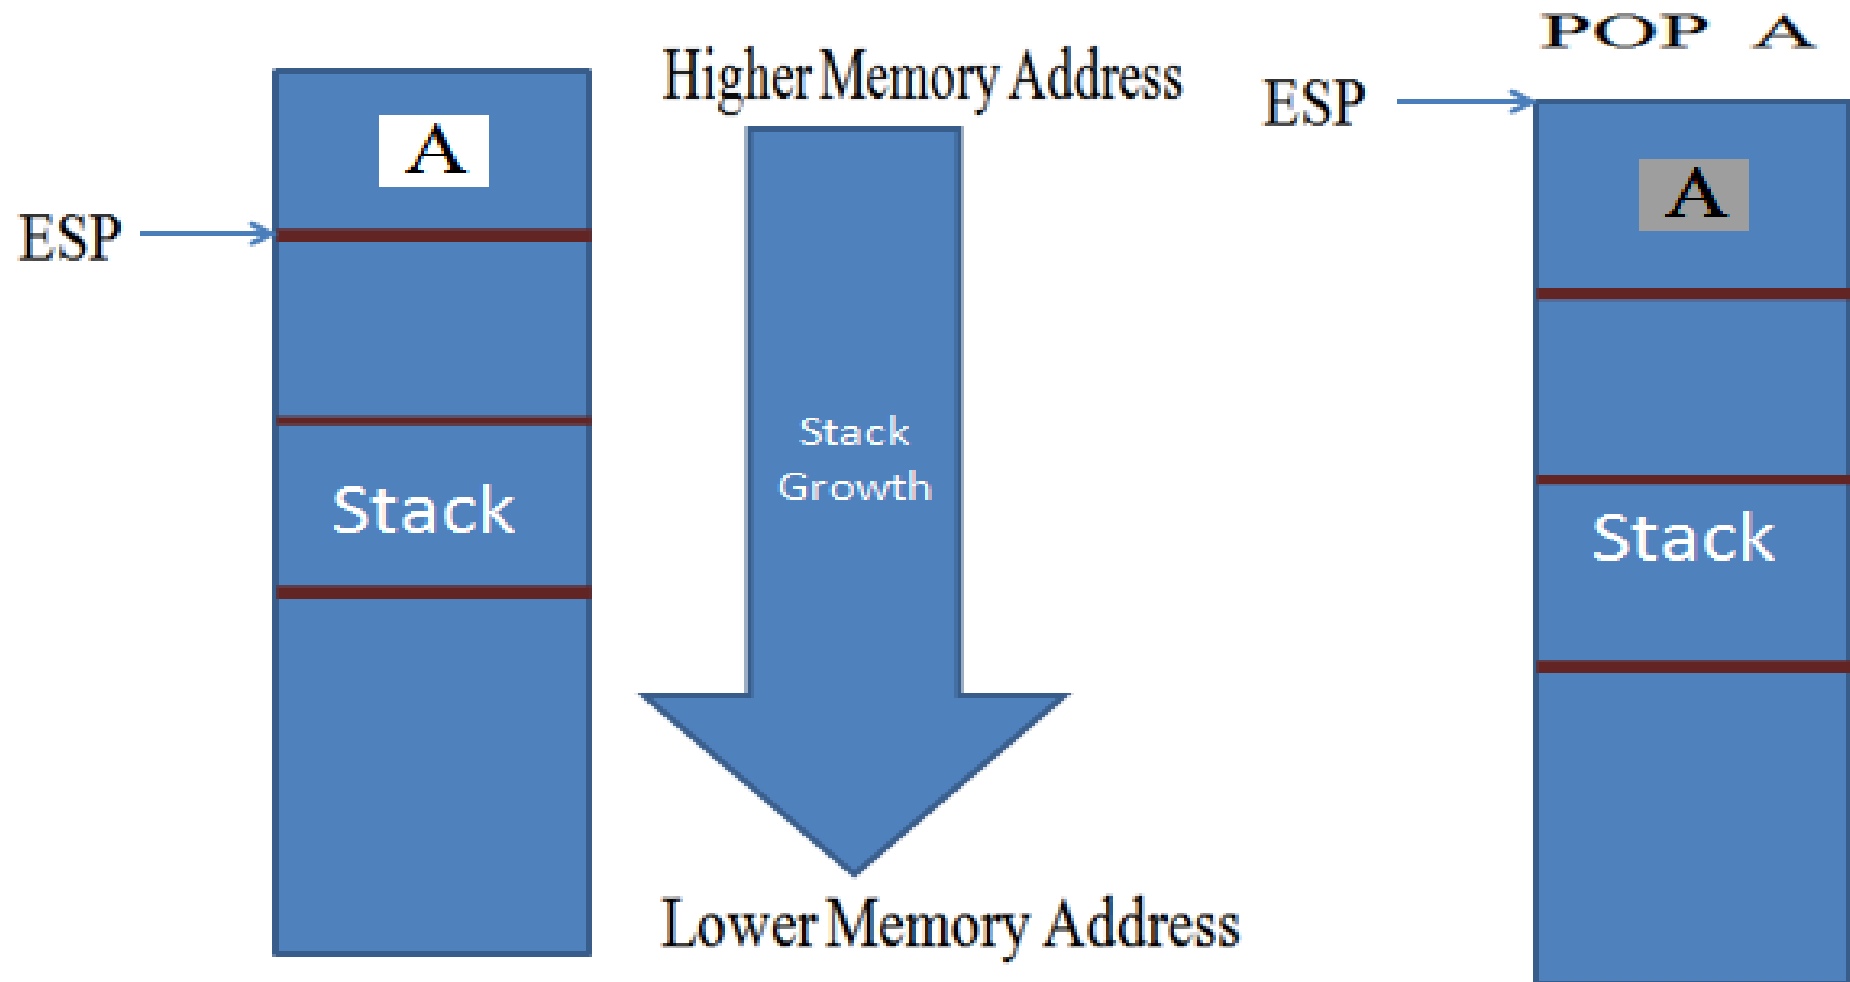 POP A
Higher Memory Address
ESP
A
A
ESP
Stack
Growth
Stack
Stack
Lower Memory Address